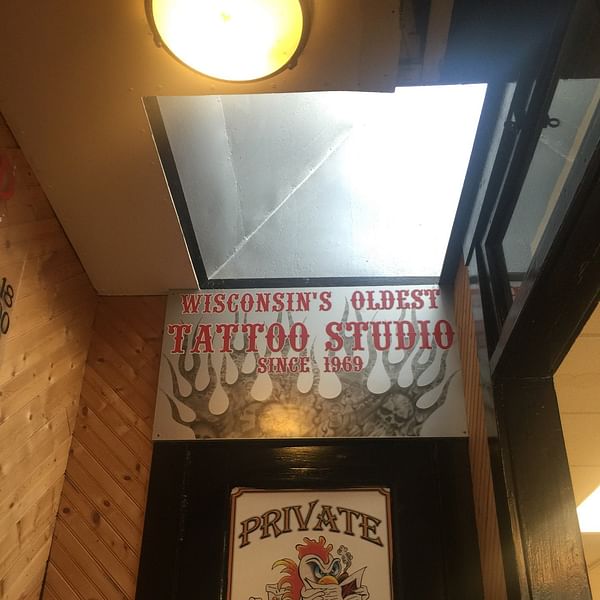 WISCONSIN'S OLDEST
TATTOO STUDIO
SINCE 1969
PRIVATE